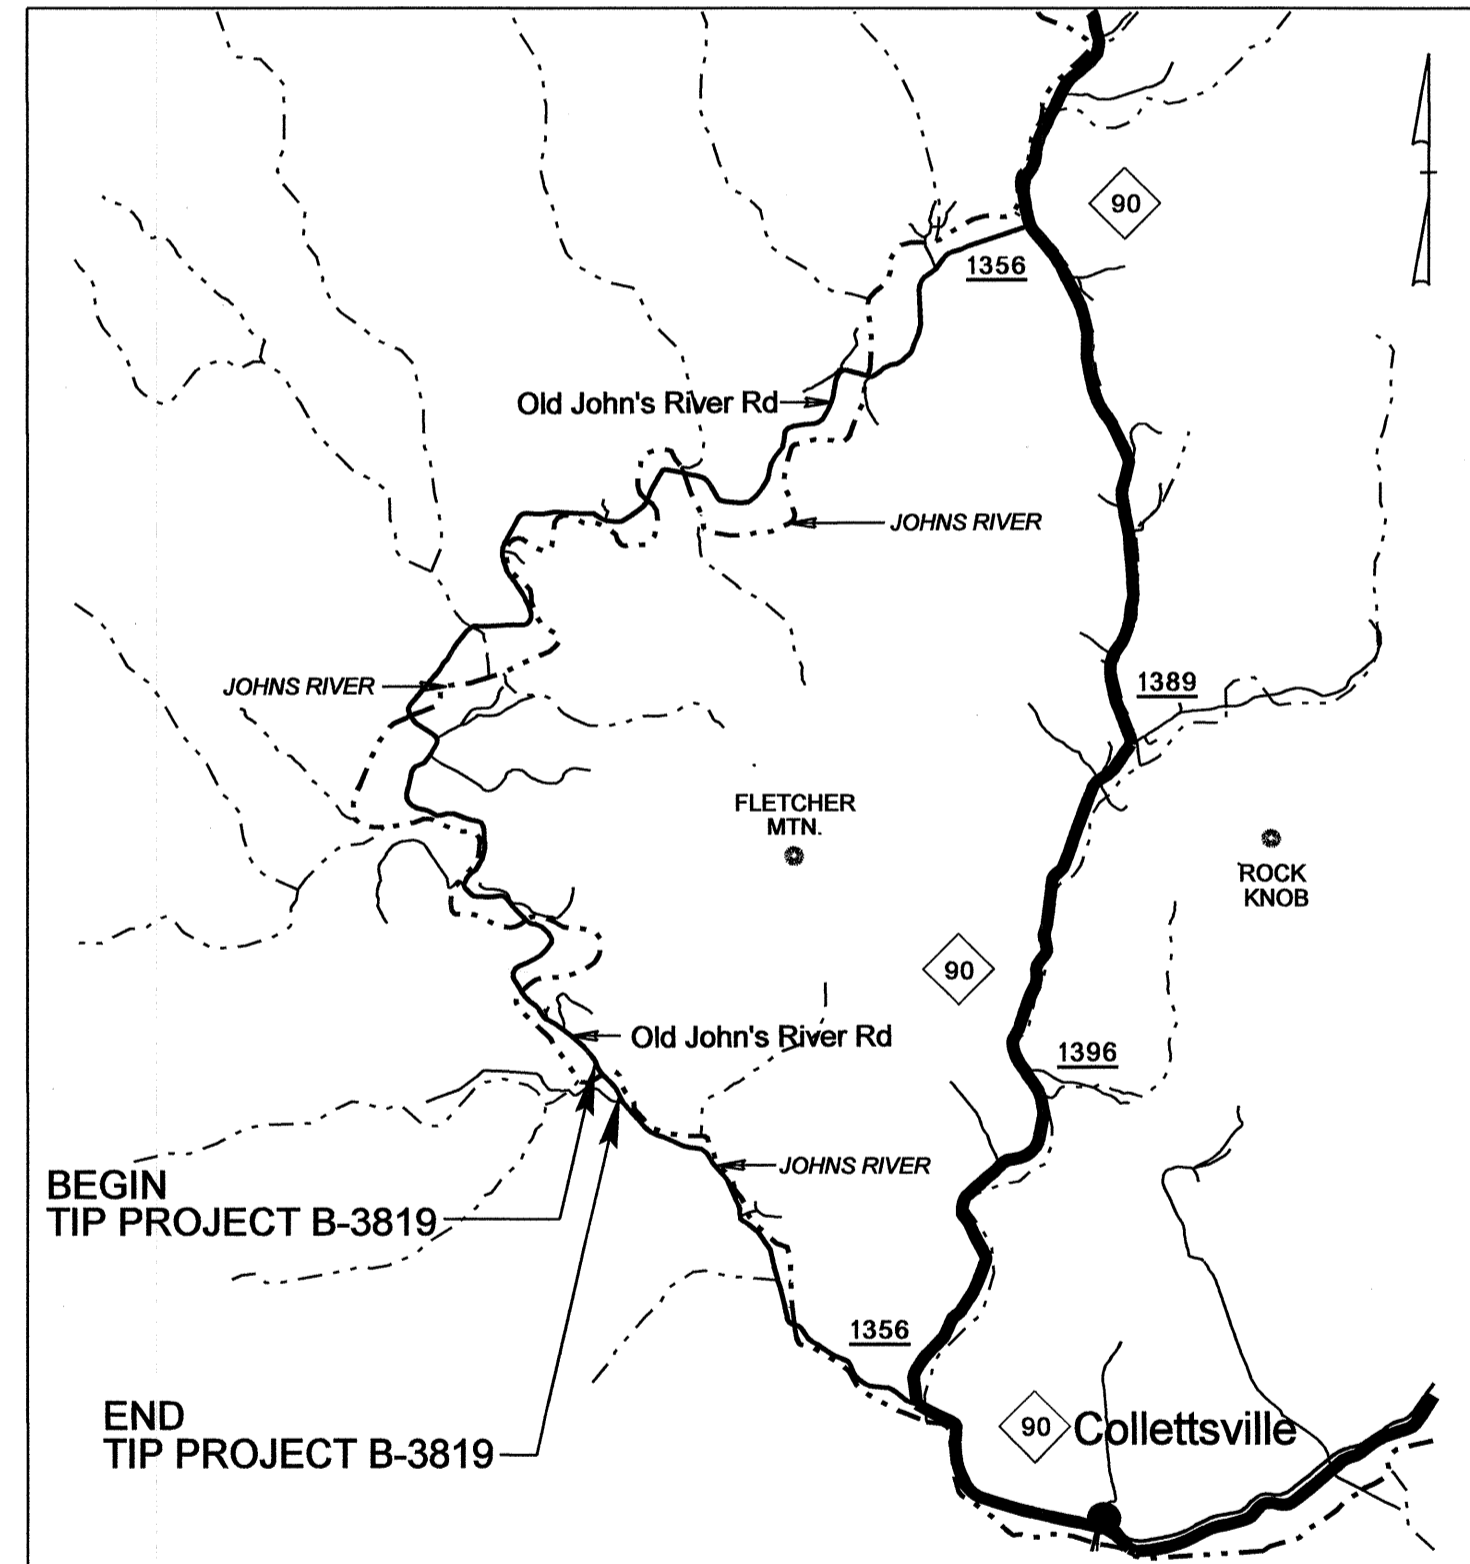 90
1356
Old John's River Rd
JOHNS RIVER
1389
JOHNS RIVER
FLETCHER
MTN.
ROCK
KNOB
90
Old John's River Rd
1396
JOHNS RIVER
BEGIN
TIP PROJECT B-3819
1356
END
TIP PROJECT B-3819
90
Collettsville